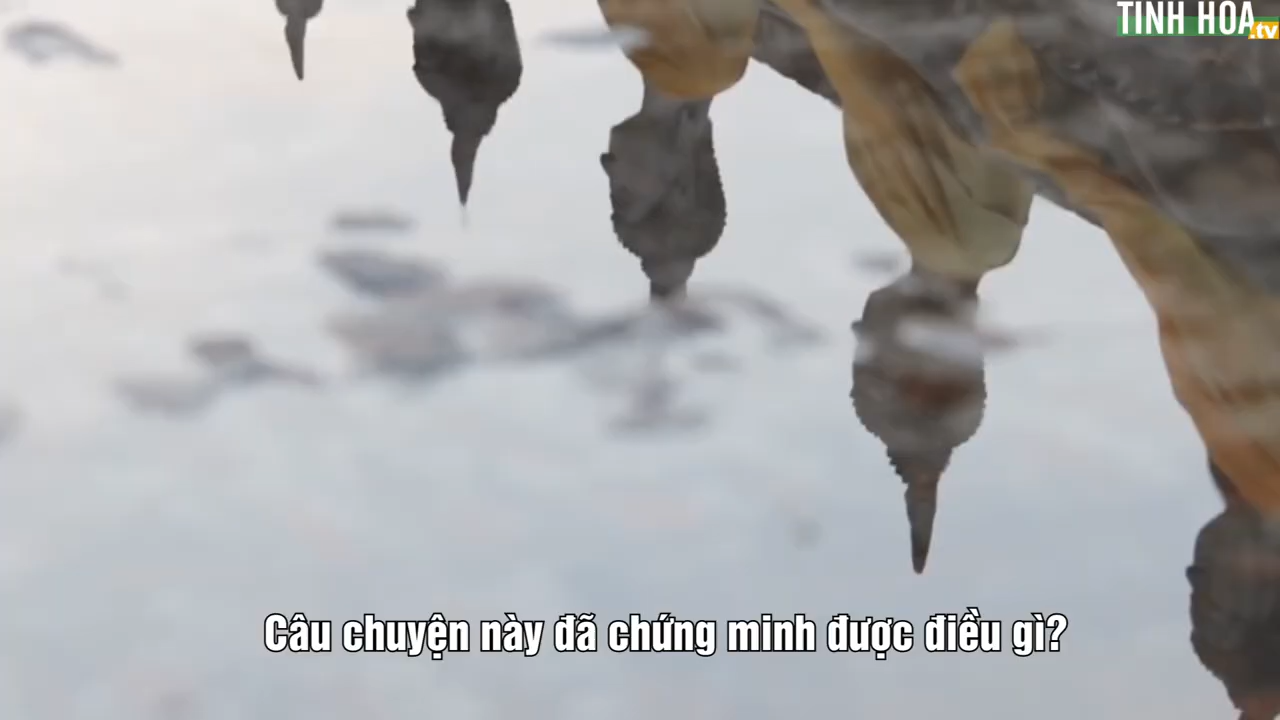 TINH HOA
.tv
Câu chuyện này đã chứng minh được điều gì?